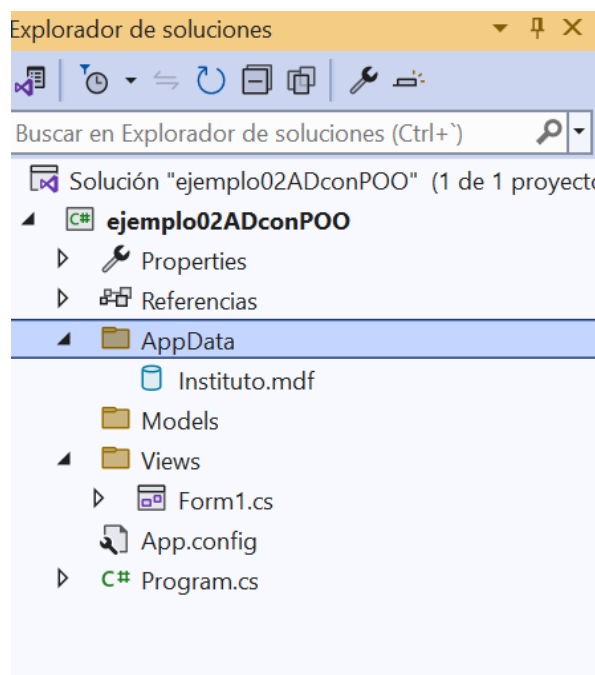 Explorador de soluciones
Buscar en Explorador de soluciones (Ctrl+`)
Solución "ejemplo02ADconPOO" (1 de 1 proyecto
C# ejemplo02ADconPOO
Properties
Referencias
AppData
Instituto.mdf
Models
Views
Form1.cs
App.config
C# Program.cs